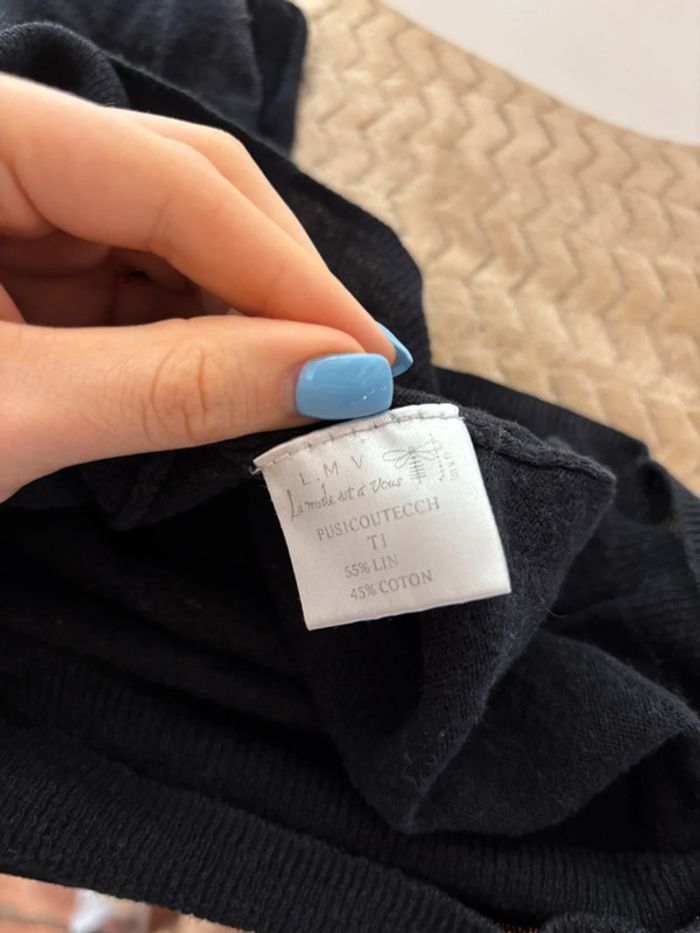 L.M.V
La mode est à Vous
PUSICOUTECCH
T1
55% LIN
45% COTON